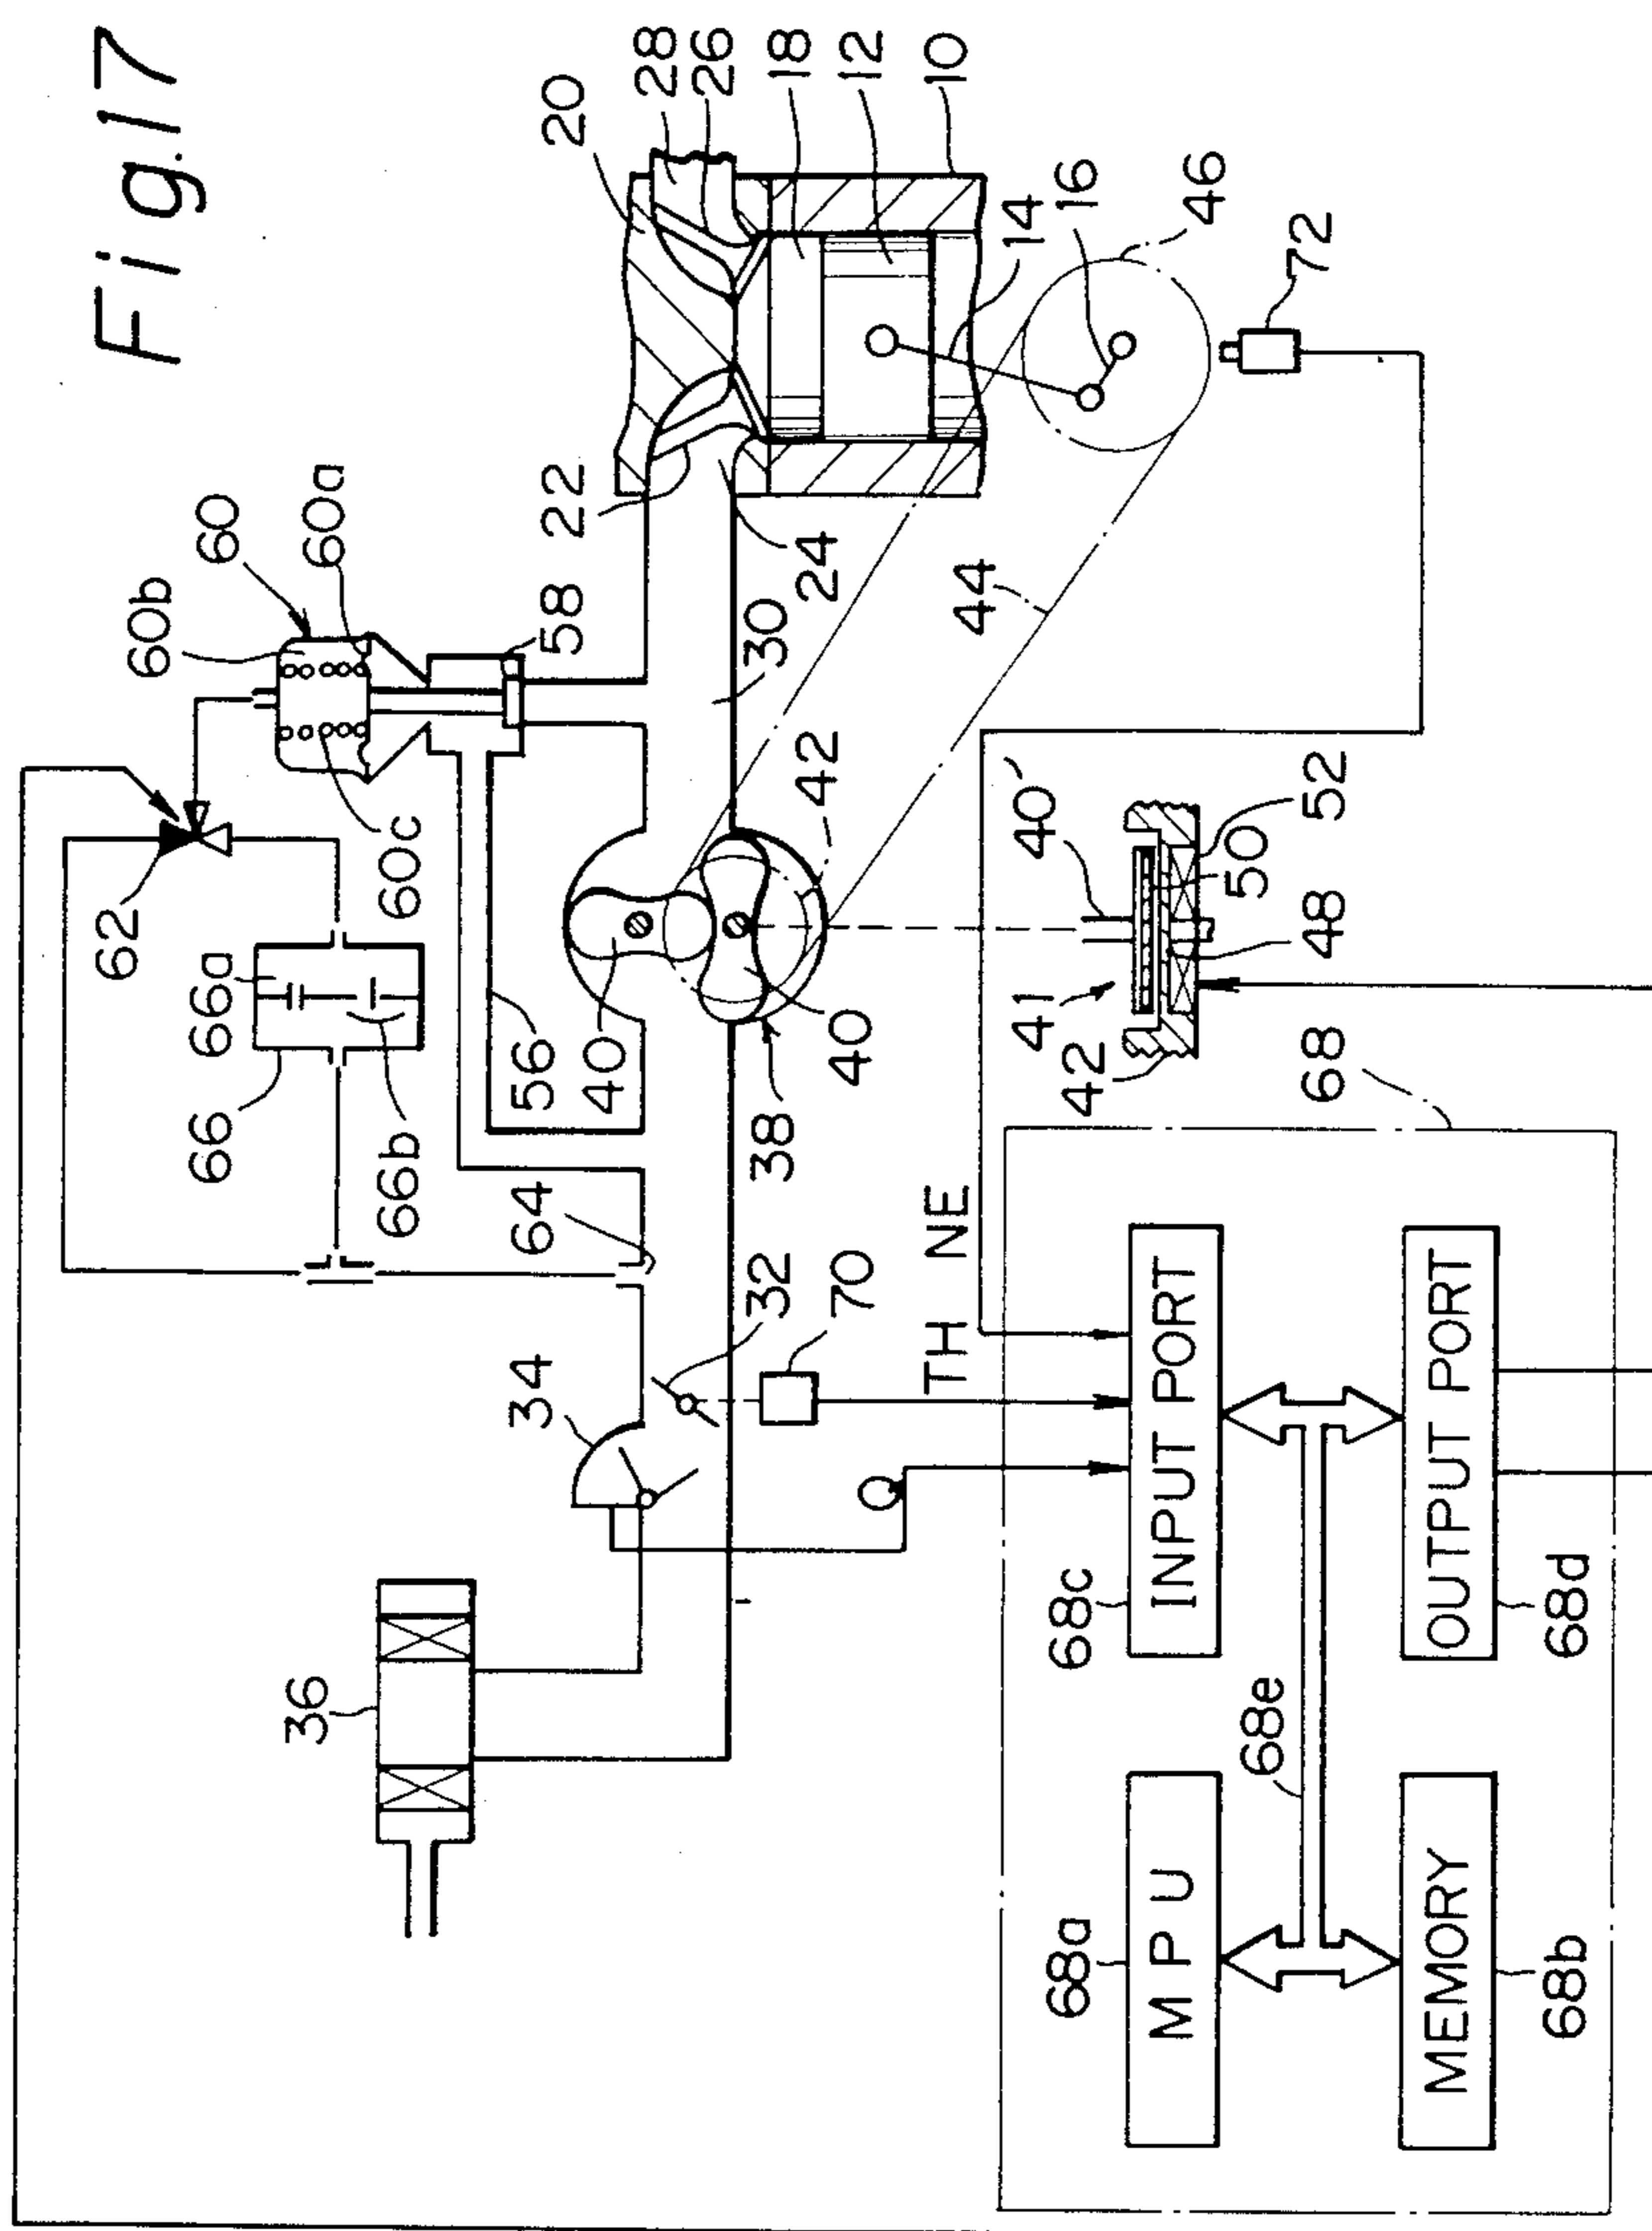 Fig.17
20
28
26
18
12
10
14
16
46
72
22
24
44
60
60a
60b
58
30
60c
42
62
40'
52
50
48
41
42
66a
66
66b
56
40
40
38
68
64
32
70
34
TH NE
Q
36
68c
INPUT PORT
OUTPUT PORT
68d
68e
68a
MPU
MEMORY
68b